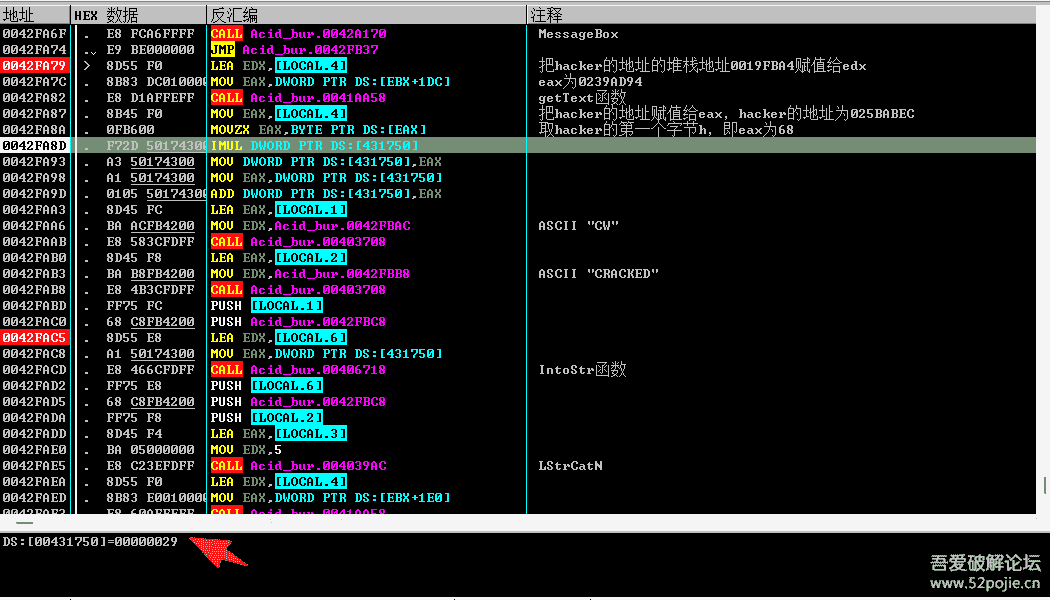 地址 HEX 数据 反汇编 注释
0042FA6F . E8 FCA6FFFF CALL Acid_bur.0042A170 MessageBox
0042FA74 .. E9 BE000000 JMP Acid_bur.0042FB37
0042FA79 > 8D55 F0 LEA EDX,[LOCAL.4] 把hacker的地址的堆栈地址0019FBA4赋值给edx
0042FA7C . 8B83 DC010000 MOV EAX,DWORD PTR DS:[EBX+1DC] eax为0239AD94
0042FA82 . E8 D1AFFEFF CALL Acid_bur.0041AA58 getText函数
0042FA87 . 8B45 F0 MOV EAX,[LOCAL.4] 把hacker的地址赋值给eax, hacker的地址为025BABEC
0042FA8A . 0FB600 MOVZX EAX,BYTE PTR DS:[EAX] 取hacker的第一个字节h, 即eax为68
0042FA8D . F72D 50174300 IMUL DWORD PTR DS:[431750]
0042FA93 . A3 50174300 MOV DWORD PTR DS:[431750],EAX
0042FA98 . A1 50174300 MOV EAX,DWORD PTR DS:[431750]
0042FA9D . 0105 50174300 ADD DWORD PTR DS:[431750],EAX
0042FAA3 . 8D45 FC LEA EAX,[LOCAL.1]
0042FAA6 . BA ACFB4200 MOV EDX,Acid_bur.0042FBAC ASCII "CW"
0042FAAB . E8 583CFDFF CALL Acid_bur.00403708
0042FAB0 . 8D45 F8 LEA EAX,[LOCAL.2]
0042FAB3 . BA B8FB4200 MOV EDX,Acid_bur.0042FBB8 ASCII "CRACKED"
0042FAB8 . E8 4B3CFDFF CALL Acid_bur.00403708
0042FABD . FF75 FC PUSH [LOCAL.1]
0042FAC0 . 68 C8FB4200 PUSH Acid_bur.0042FBC8
0042FAC5 . 8D55 E8 LEA EDX,[LOCAL.6]
0042FAC8 . A1 50174300 MOV EAX,DWORD PTR DS:[431750]
0042FACD . E8 466CFDFF CALL Acid_bur.00406718 IntoStr函数
0042FAD2 . FF75 E8 PUSH [LOCAL.6]
0042FAD5 . 68 C8FB4200 PUSH Acid_bur.0042FBC8
0042FADA . FF75 F8 PUSH [LOCAL.2]
0042FADD . 8D45 F4 LEA EAX,[LOCAL.3]
0042FAE0 . BA 05000000 MOV EDX,5
0042FAE5 . E8 C23EFDFF CALL Acid_bur.004039AC LStrCatN
0042FAEA . 8D55 F0 LEA EDX,[LOCAL.4]
0042FAED . 8B83 E0010000 MOV EAX,DWORD PTR DS:[EBX+1E0]
0042FAF3 . E8 60AFFEFF CALL Acid_bur.0041AA58
DS:[00431750]=00000029
吾爱破解论坛
www.52pojie.cn